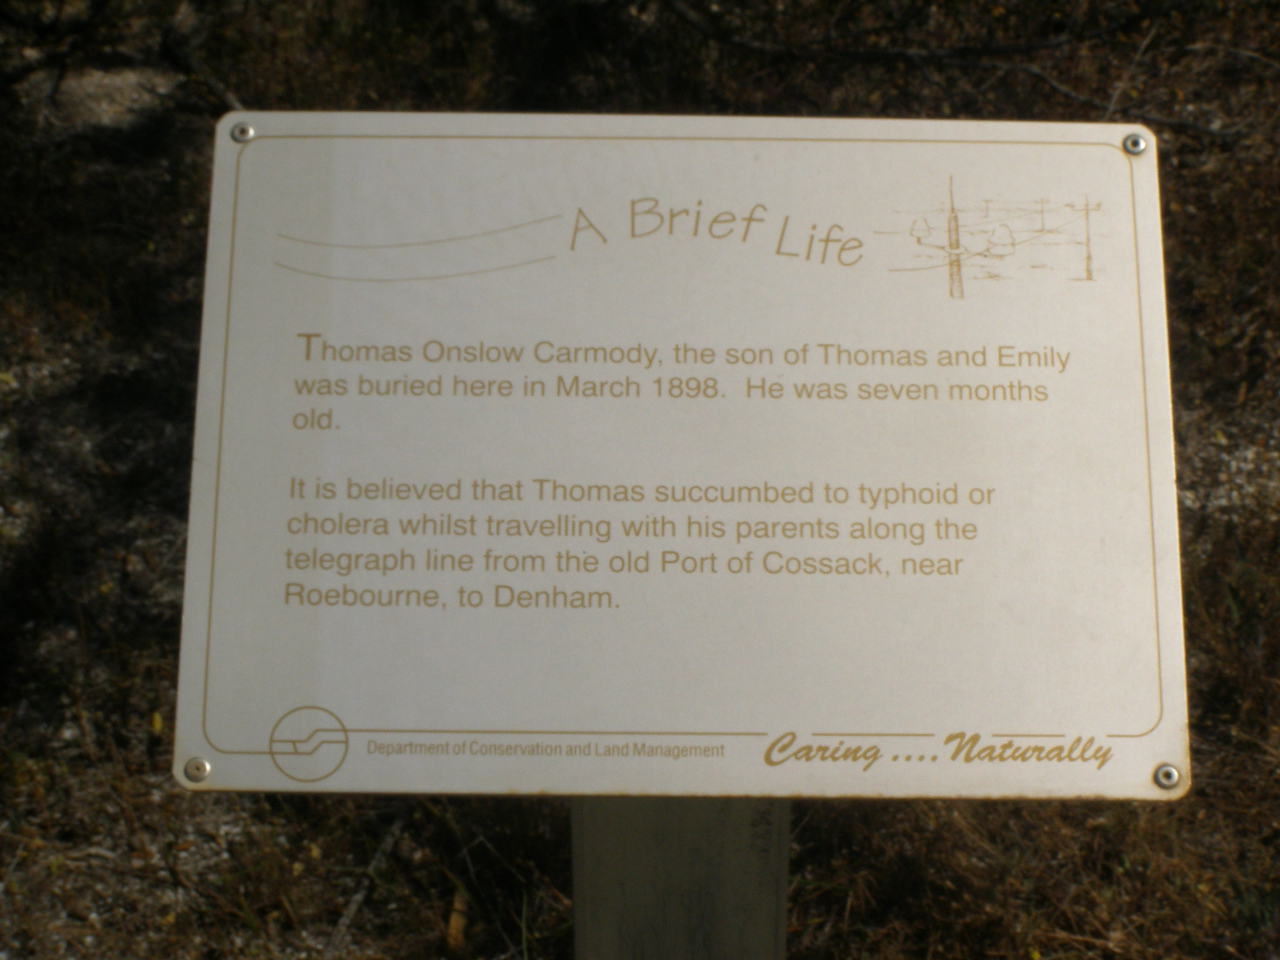 A Brief Life
Thomas Onslow Carmody, the son of Thomas and Emily
was buried here in March 1898. He was seven months
old.
It is believed that Thomas succumbed to typhoid or
cholera whilst travelling with his parents along the
telegraph line from the old Port of Cossack, near
Roebourne, to Denham.
Department of Conservation and Land Management
Caring .... Naturally